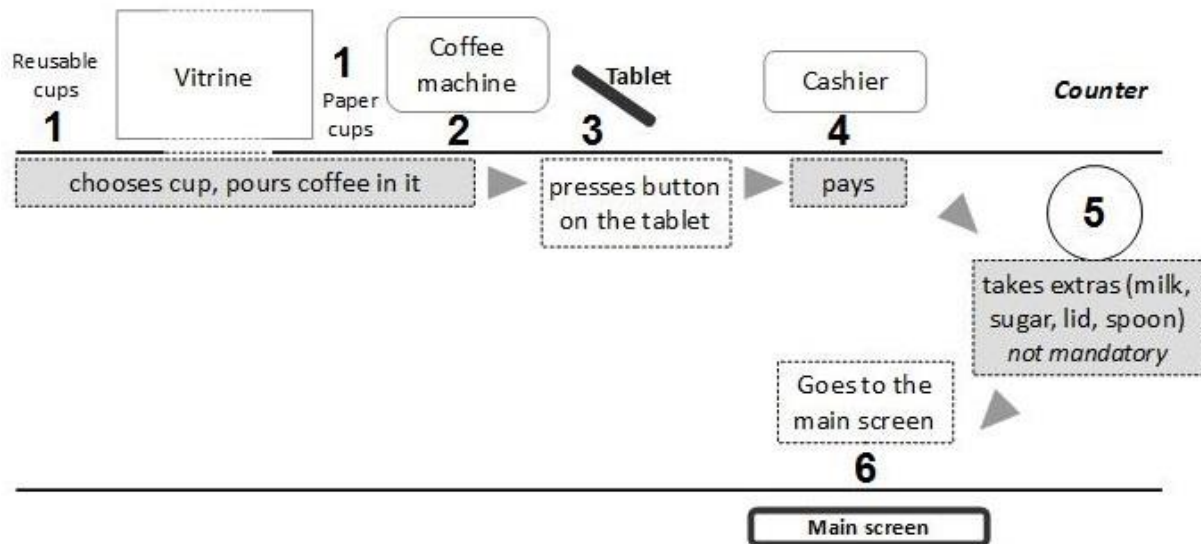 Reusable
cups
1
Vitrine
1
Paper
cups
Coffee
machine
2
Tablet
3
Cashier
4
Counter
chooses cup, pours coffee in it
presses button
on the tablet
pays
5
takes extras (milk,
sugar, lid, spoon)
not mandatory
Goes to the
main screen
6
Main screen